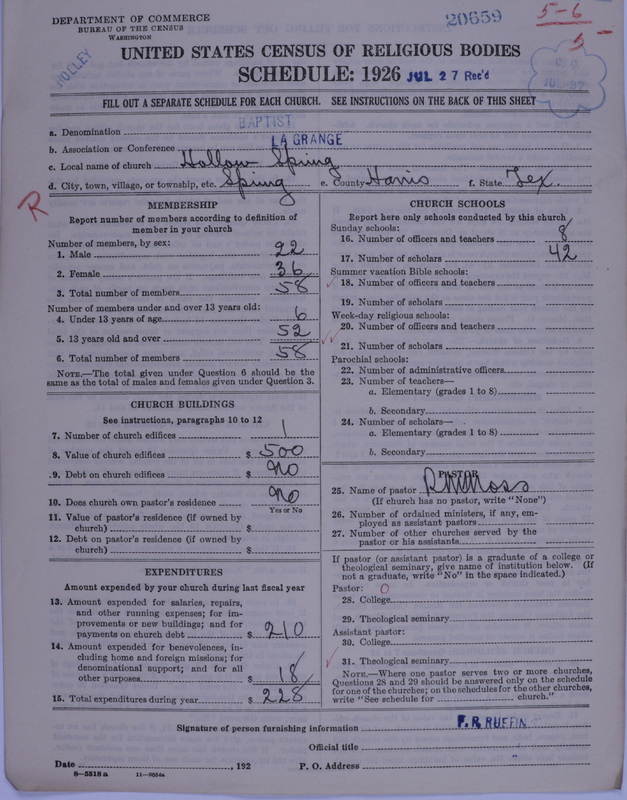 DEPARTMENT OF COMMERCE
BUREAU OF THE CENSUS
WASHINGTON
20659
5-6
5-
HOLLEY
UNITED STATES CENSUS OF RELIGIOUS BODIES
SCHEDULE: 1926 JUL 27 Rec'd
FILL OUT A SEPARATE SCHEDULE FOR EACH CHURCH. SEE INSTRUCTIONS ON THE BACK OF THIS SHEET
a. Denomination BAPTIST
b. Association or Conference LA GRANGE
c. Local name of church Hollow Spring
d. City, town, village, or township, etc. Spring e. County Harris f. State Tex.
R
MEMBERSHIP
Report number of members according to definition of member in your church
Number of members, by sex:
1. Male 22
2. Female 36
3. Total number of members 58
Number of members under and over 13 years old:
4. Under 13 years of age 6
5. 13 years old and over 52
6. Total number of members 58
NOTE.—The total given under Question 6 should be the same as the total of males and females given under Question 3.
CHURCH BUILDINGS
See instructions, paragraphs 10 to 12
7. Number of church edifices 1
8. Value of church edifices $ 500
9. Debt on church edifices $ No
10. Does church own pastor's residence No
Yes or No
11. Value of pastor's residence (if owned by church) $
12. Debt on pastor's residence (if owned by church) $
EXPENDITURES
Amount expended by your church during last fiscal year
13. Amount expended for salaries, repairs, and other running expenses; for improvements or new buildings; and for payments on church debt $ 210
14. Amount expended for benevolences, including home and foreign missions; for denominational support; and for all other purposes $ 18
15. Total expenditures during year $ 228
CHURCH SCHOOLS
Report here only schools conducted by this church
Sunday schools:
16. Number of officers and teachers 8
17. Number of scholars 42
Summer vacation Bible schools:
18. Number of officers and teachers
19. Number of scholars
Week-day religious schools:
20. Number of officers and teachers
21. Number of scholars
Parochial schools:
22. Number of administrative officers
23. Number of teachers—
a. Elementary (grades 1 to 8)
b. Secondary
24. Number of scholars—
a. Elementary (grades 1 to 8)
b. Secondary
PASTOR
25. Name of pastor
(If church has no pastor, write "None")
26. Number of ordained ministers, if any, employed as assistant pastors
27. Number of other churches served by the pastor or his assistants
If pastor (or assistant pastor) is a graduate of a college or theological seminary, give name of institution below. (If not a graduate, write "No" in the space indicated.)
Pastor: 0
28. College
29. Theological seminary
Assistant pastor:
30. College
31. Theological seminary
NOTE.—Where one pastor serves two or more churches, Questions 28 and 29 should be answered only on the schedule for one of the churches; on the schedules for the other churches, write "See schedule for church."
Signature of person furnishing information F. R. RUFFIN
Official title
Date , 192 P. O. Address
8-5518 a 11-8654a